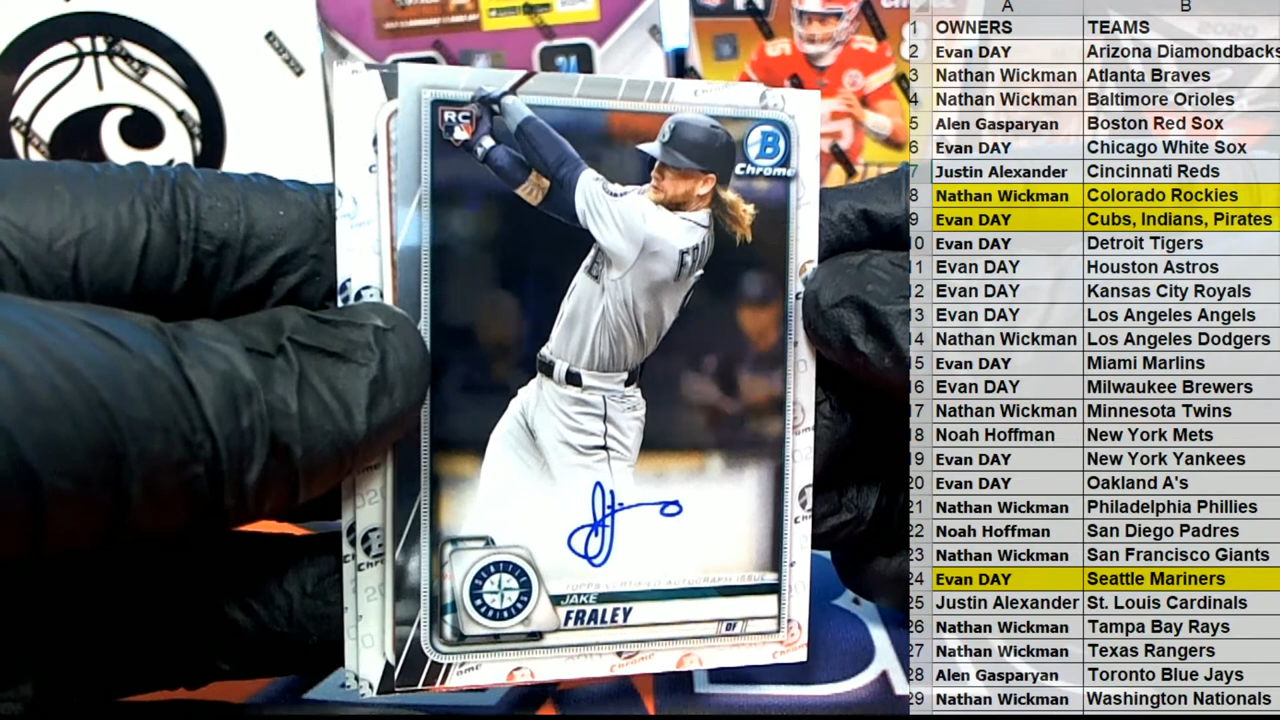 RC
B
Chrome
FRA
TOPPS CERTIFIED AUTOGRAPH ISSUE
SEATTLE
MARINERS
JAKE
FRALEY
OF
Chrome
A B
1 OWNERS TEAMS
2 Evan DAY Arizona Diamondbacks
3 Nathan Wickman Atlanta Braves
4 Nathan Wickman Baltimore Orioles
5 Alen Gasparyan Boston Red Sox
6 Evan DAY Chicago White Sox
7 Justin Alexander Cincinnati Reds
8 Nathan Wickman Colorado Rockies
9 Evan DAY Cubs, Indians, Pirates
10 Evan DAY Detroit Tigers
11 Evan DAY Houston Astros
12 Evan DAY Kansas City Royals
13 Evan DAY Los Angeles Angels
14 Nathan Wickman Los Angeles Dodgers
15 Evan DAY Miami Marlins
16 Evan DAY Milwaukee Brewers
17 Nathan Wickman Minnesota Twins
18 Noah Hoffman New York Mets
19 Evan DAY New York Yankees
20 Evan DAY Oakland A's
21 Nathan Wickman Philadelphia Phillies
22 Noah Hoffman San Diego Padres
23 Nathan Wickman San Francisco Giants
24 Evan DAY Seattle Mariners
25 Justin Alexander St. Louis Cardinals
26 Nathan Wickman Tampa Bay Rays
27 Nathan Wickman Texas Rangers
28 Alen Gasparyan Toronto Blue Jays
29 Nathan Wickman Washington Nationals